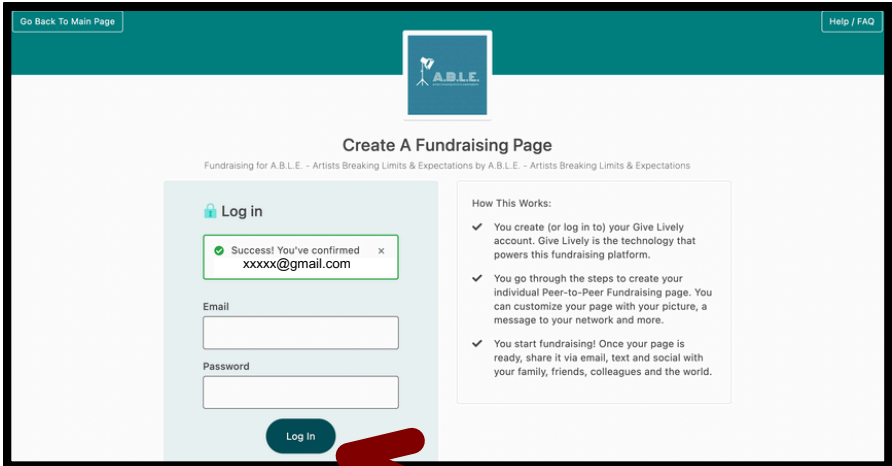 Go Back To Main Page
Help / FAQ
A.B.L.E.
Create A Fundraising Page
Fundraising for A.B.L.E. - Artists Breaking Limits & Expectations by A.B.L.E. - Artists Breaking Limits & Expectations
Log in
Success! You've confirmed
xxxxx@gmail.com
Email
Password
Log In
How This Works:
You create (or log in to) your Give Lively
account. Give Lively is the technology that
powers this fundraising platform.
You go through the steps to create your
individual Peer-to-Peer Fundraising page. You
can customize your page with your picture, a
message to your network and more.
You start fundraising! Once your page is
ready, share it via email, text and social with
your family, friends, colleagues and the world.